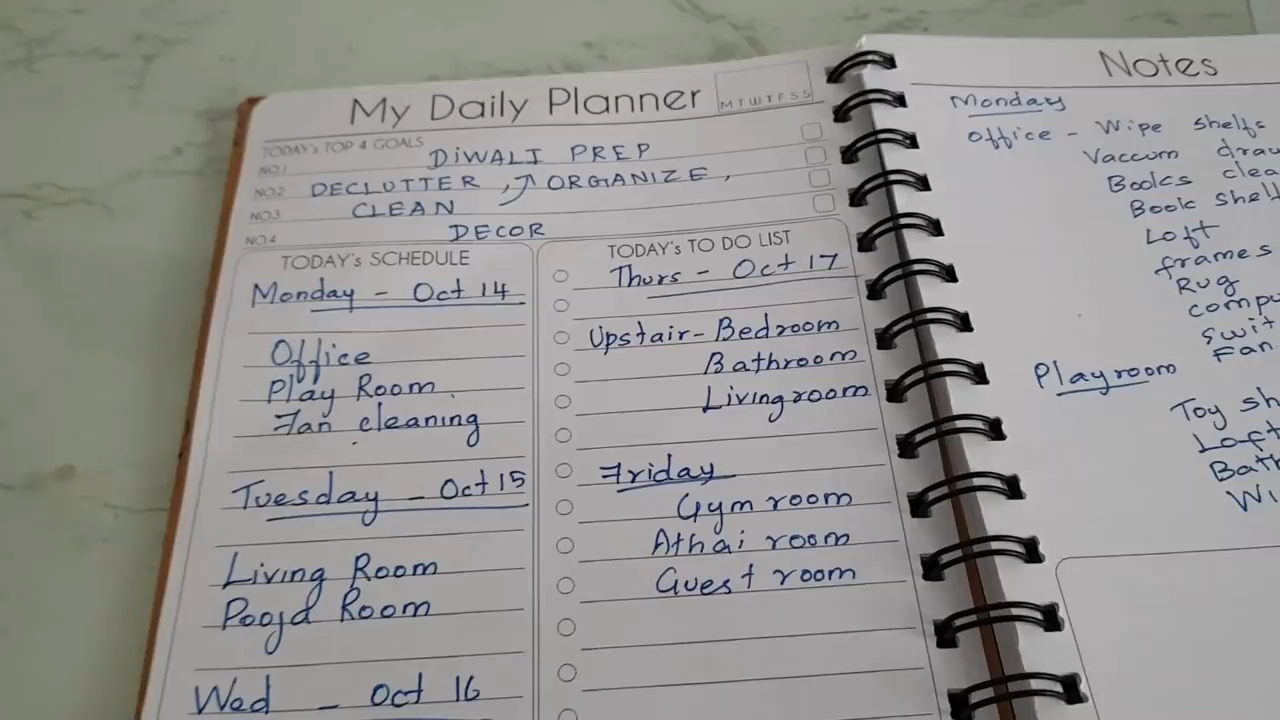 My Daily Planner
MTWTFSS
TODAY's TOP 4 GOALS
NO.1 DIWALI PREP
NO.2 DECLUTTER, ORGANIZE,
NO.3 CLEAN
NO.4 DECOR
TODAY's SCHEDULE
Monday - Oct 14
Office
Play Room
Fan cleaning
Tuesday - Oct 15
Living Room
Pooja Room
Wed - Oct 16
TODAY's TO DO LIST
Thurs - Oct 17
Upstair - Bedroom
Bathroom
Livingroom
Friday
Gym room
Athai room
Guest room
Notes
Monday
Office - Wipe shelfs
Vaccum
Books
Book
Loft
frames
Rug
Fan
Playroom
Toy
Loft